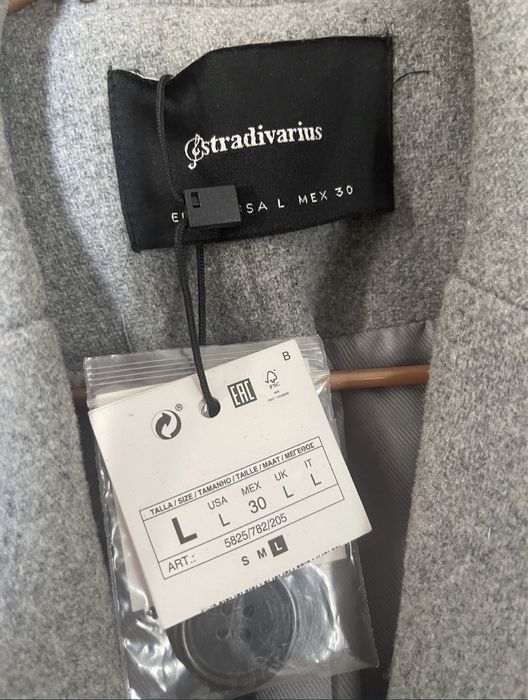 stradivarius
SA L MEX 30
B
EAC
FSC
TALLA / SIZE / TAMANHO / TAILLE / MAAT / ΜΕΓΕΘΟΣ
L
USA L
MEX 30
UK L
IT L
ART.: 5825/782/205
S M L